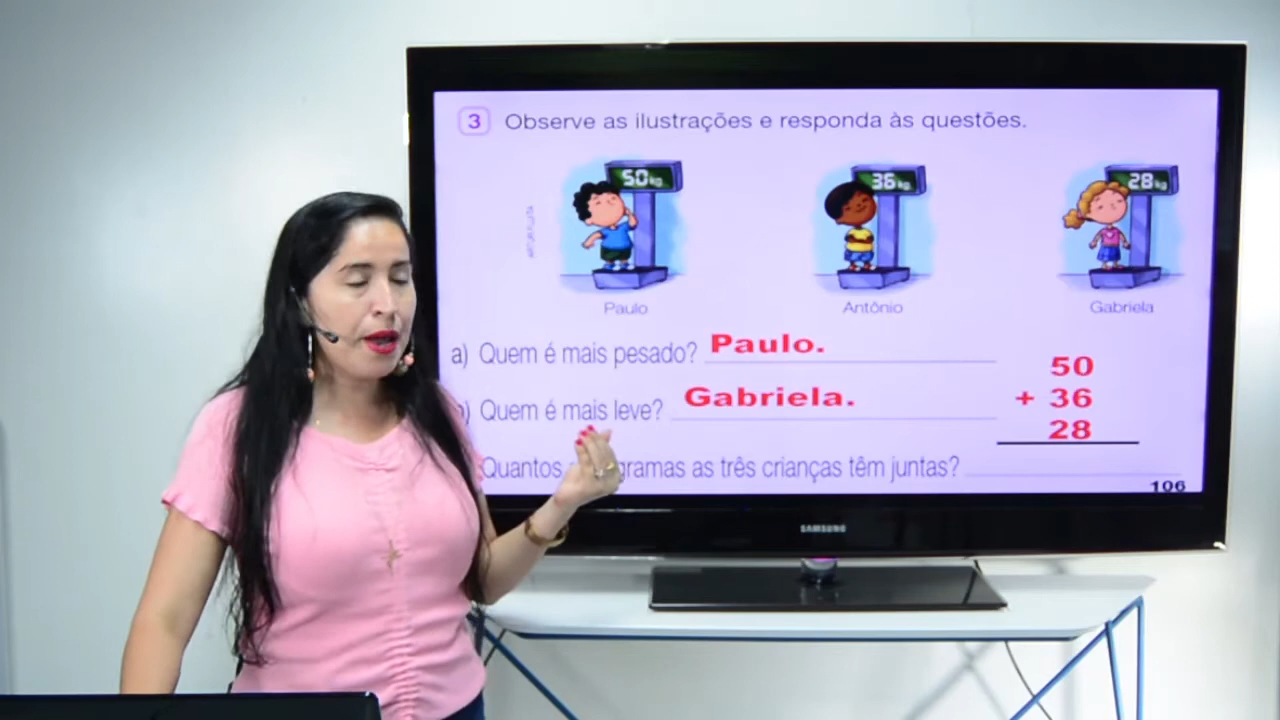 3 Observe as ilustrações e responda às questões.
50kg
36kg
28kg
Paulo
Antônio
Gabriela
a) Quem é mais pesado? Paulo.
) Quem é mais leve? Gabriela.
Quantos gramas as três crianças têm juntas?
50
+ 36
28
106
SAMSUNG